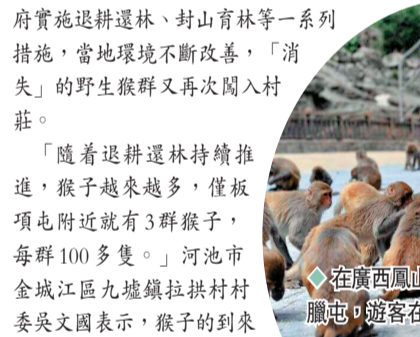 府實施退耕還林、封山育林等一系列
措施，當地環境不斷改善，「消
失」的野生猴群又再次闖入村
莊。
「隨着退耕還林持續推
進，猴子越來越多，僅板
項屯附近就有3群猴子，
每群100多隻。」河池市
金城江區九墟鎮拉拱村村
委吳文國表示，猴子的到來
◆在廣西鳳山
臘屯，遊客在